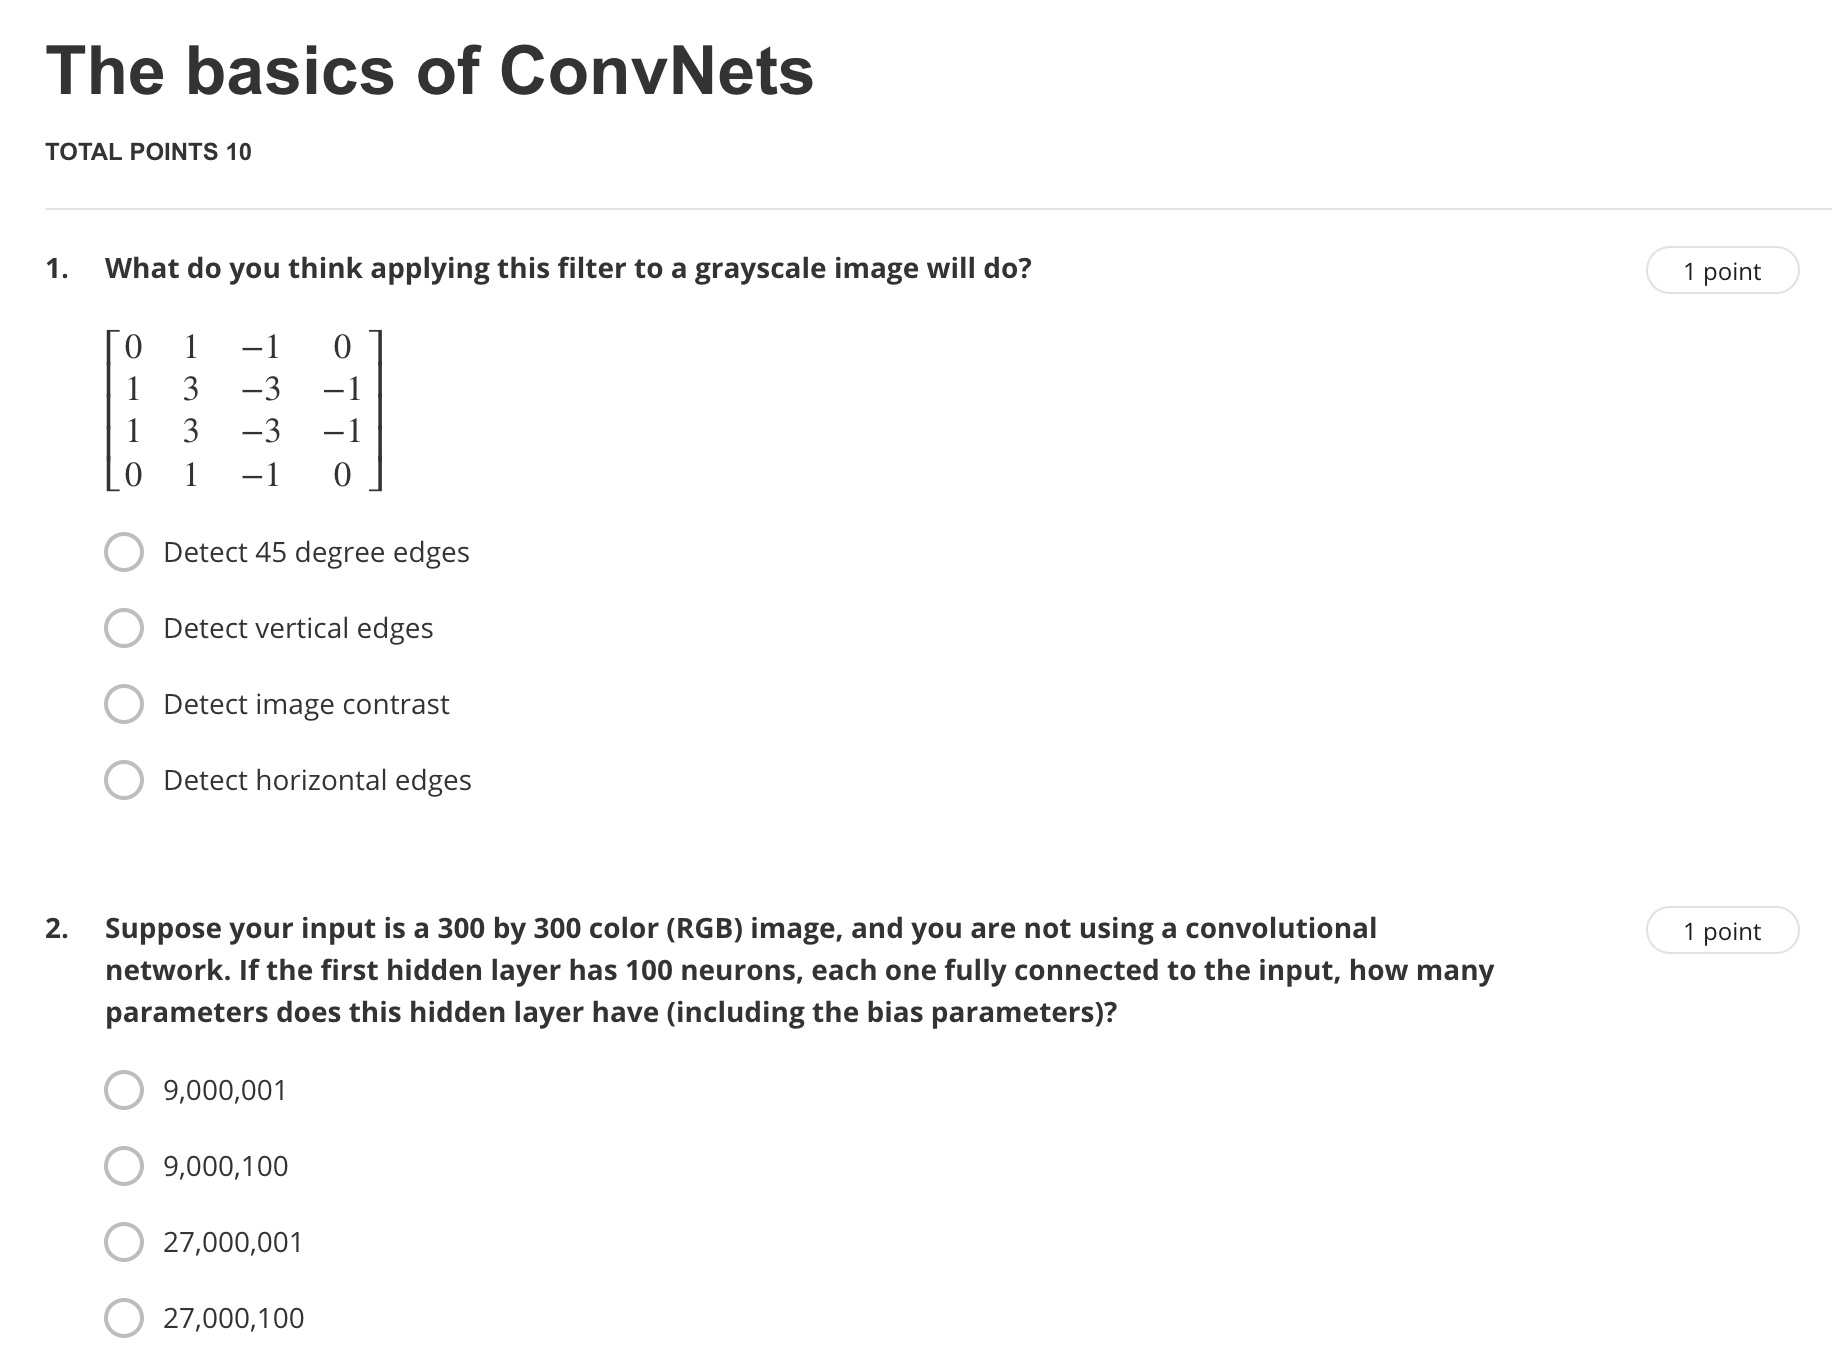 The basics of ConvNets
TOTAL POINTS 10
1. What do you think applying this filter to a grayscale image will do?
1 point
0 1 −1 0
1 3 −3 −1
1 3 −3 −1
0 1 −1 0
Detect 45 degree edges
Detect vertical edges
Detect image contrast
Detect horizontal edges
2. Suppose your input is a 300 by 300 color (RGB) image, and you are not using a convolutional
1 point
network. If the first hidden layer has 100 neurons, each one fully connected to the input, how many
parameters does this hidden layer have (including the bias parameters)?
9,000,001
9,000,100
27,000,001
27,000,100